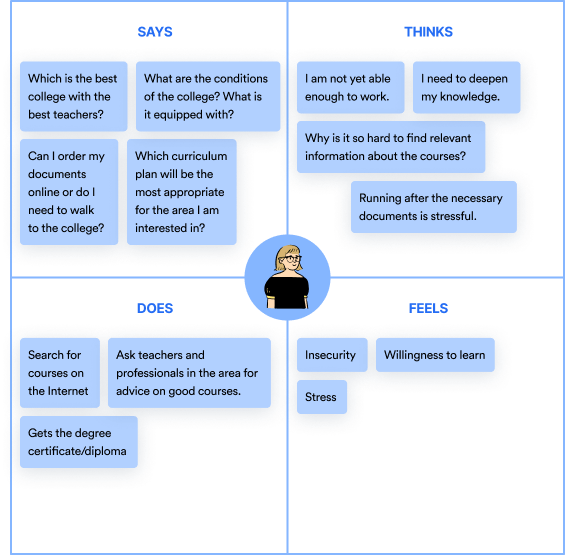 SAYS
Which is the best
college with the
best teachers?
What are the conditions
of the college? What is
it equipped with?
Can I order my
documents
online or do I
need to walk
to the college?
Which curriculum
plan will be the
most appropriate
for the area I am
interested in?
THINKS
I am not yet able
enough to work.
I need to deepen
my knowledge.
Why is it so hard to find relevant
information about the courses?
Running after the necessary
documents is stressful.
DOES
Search for
courses on
the Internet
Ask teachers and
professionals in the area for
advice on good courses.
Gets the degree
certificate/diploma
FEELS
Insecurity
Willingness to learn
Stress